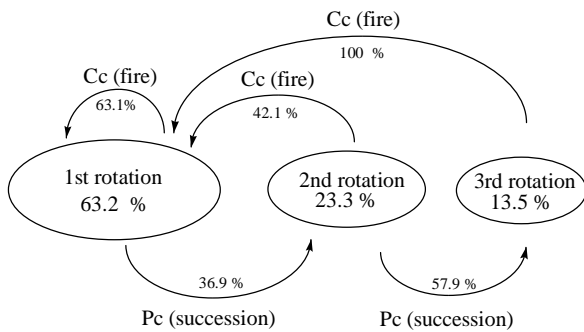 Cc (fire)
100 %
Cc (fire)
63.1%
Cc (fire)
42.1 %
1st rotation
63.2 %
2nd rotation
23.3 %
3rd rotation
13.5 %
36.9 %
Pc (succession)
57.9 %
Pc (succession)